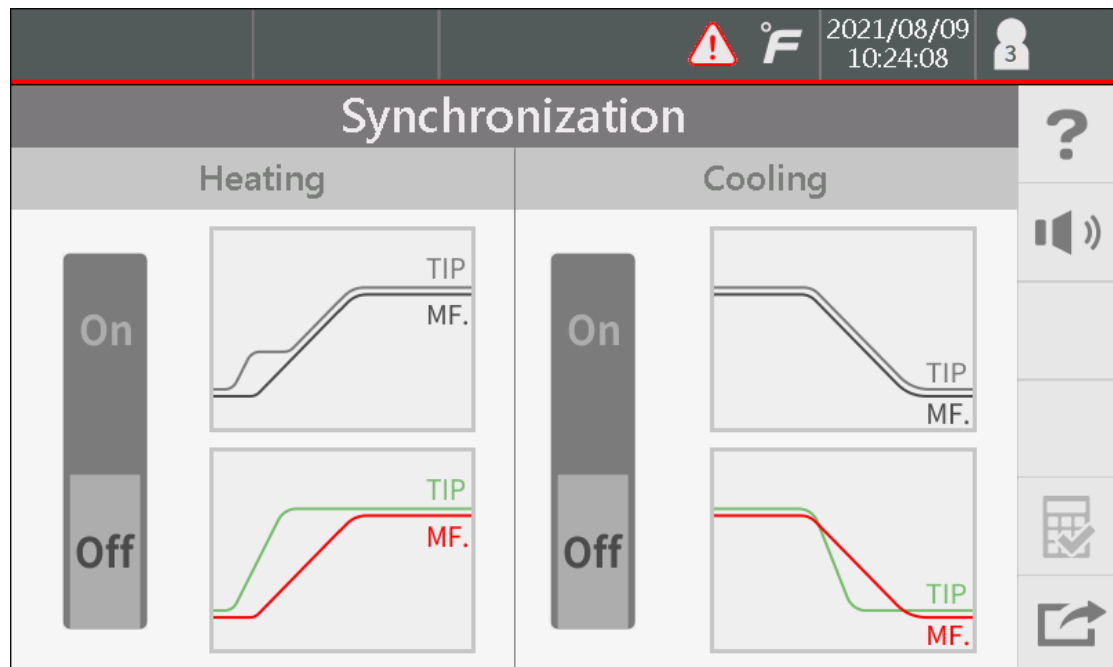 °F
2021/08/09
10:24:08
3
Synchronization
Heating
Cooling
On
TIP
MF.
Off
TIP
MF.
On
TIP
MF.
Off
TIP
MF.